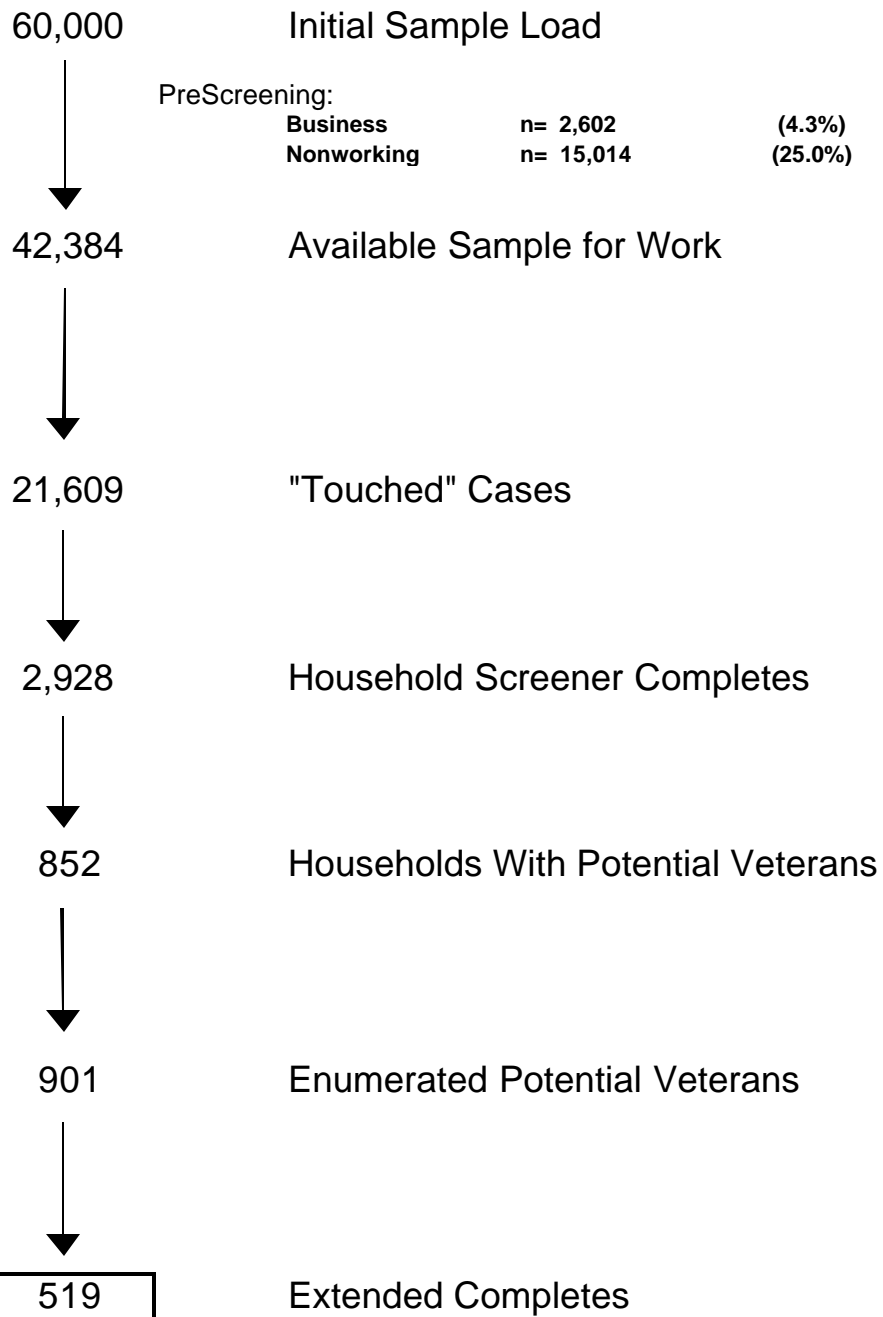 60,000 Initial Sample Load
PreScreening:
Business n= 2,602 (4.3%)
Nonworking n= 15,014 (25.0%)
42,384 Available Sample for Work
21,609 "Touched" Cases
2,928 Household Screener Completes
852 Households With Potential Veterans
901 Enumerated Potential Veterans
519 Extended Completes